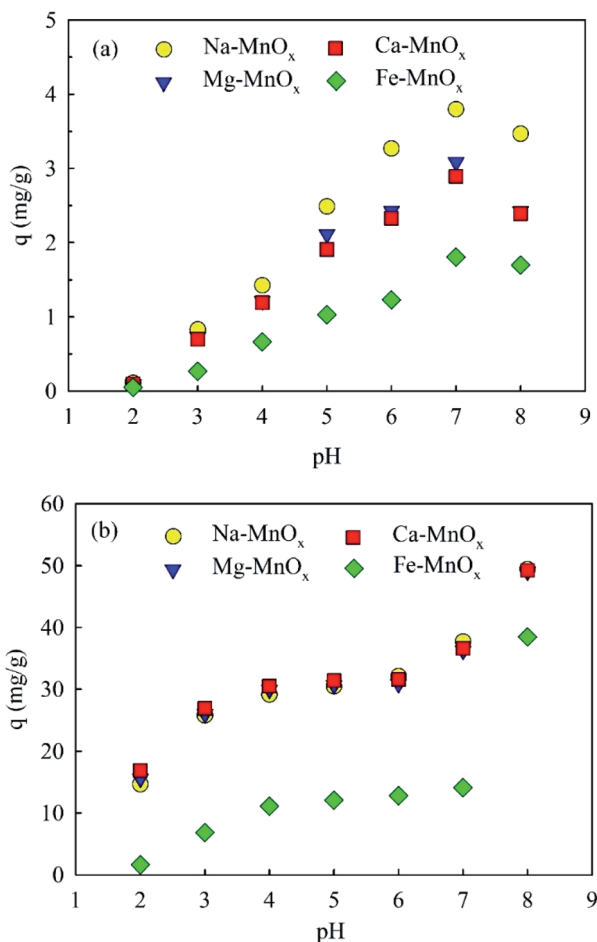 5
(a)
Na-MnOx
Ca-MnOx
4
Mg-MnOx
Fe-MnOx
3
q (mg/g)
2
1
0
1 2 3 4 5 6 7 8 9
pH
60
(b)
Na-MnOx
Ca-MnOx
50
Mg-MnOx
Fe-MnOx
40
q (mg/g)
30
20
10
0
1 2 3 4 5 6 7 8 9
pH